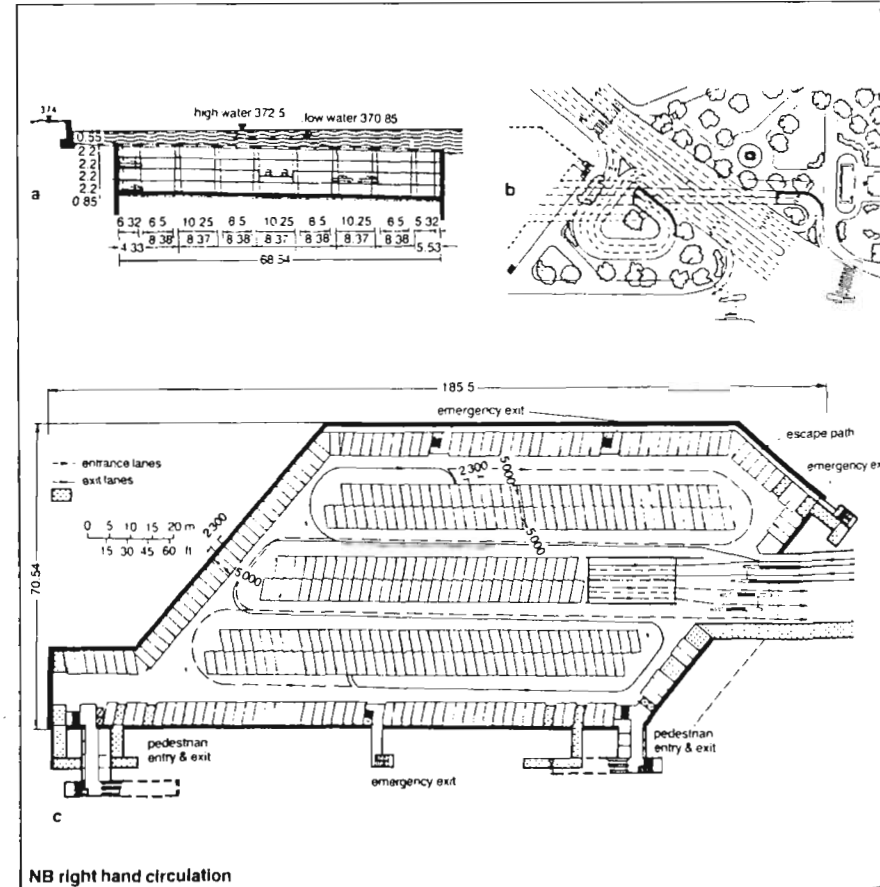 374
high water 372 5
low water 370 85
0.55
2.2
2.2
2.2
2.2
0.85
a
6 32 6 5 10 25 6 5 10 25 6 5 10 25 6 5 5 32
4 33 8 38 8 37 8 38 8 37 8 38 8 37 8 38 5 53
68 54
b
185 5
emergency exit
escape path
emergency ex
entrance lanes
exit lanes
0 5 10 15 20 m
15 30 45 60 ft
2 300
5000
2 300
5000
5000
70 54
pedestrian
entry & exit
emergency exit
pedestrian
entry & exit
c
NB right hand circulation